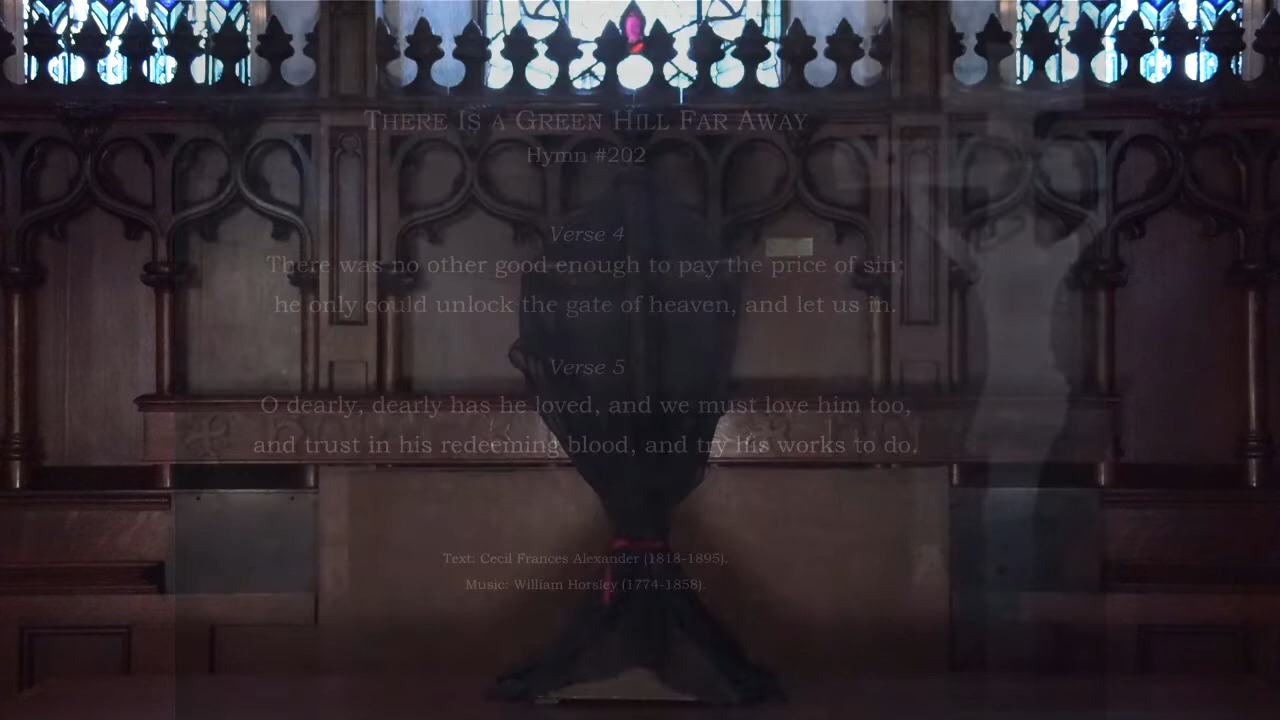 There Is a Green Hill Far Away
Hymn #202
Verse 4
There was no other good enough to pay the price of sin;
he only could unlock the gate of heaven, and let us in.
Verse 5
O dearly, dearly has he loved, and we must love him too,
and trust in his redeeming blood, and try his works to do.
Text: Cecil Frances Alexander (1818-1895).
Music: William Horsley (1774-1858).